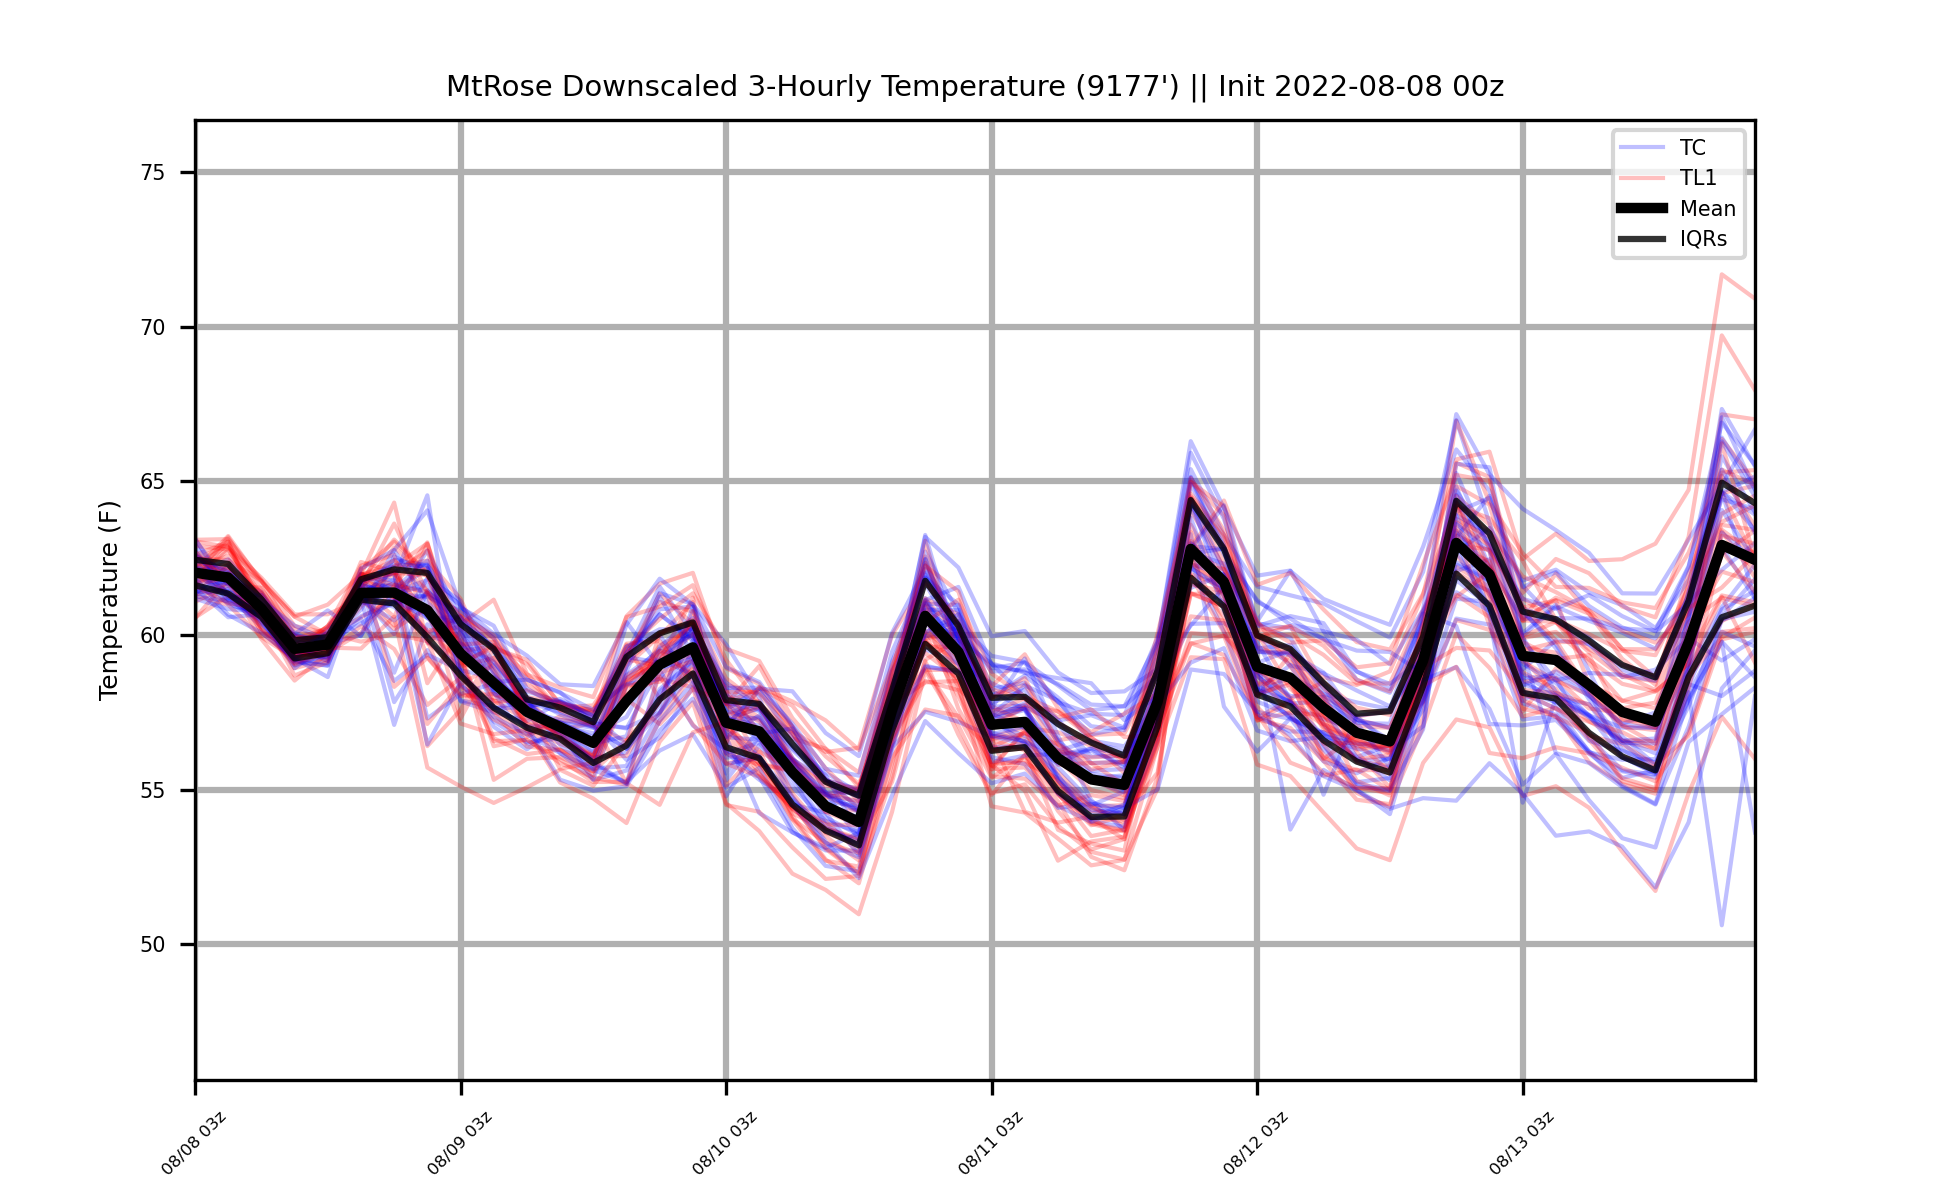 MtRose Downscaled 3-Hourly Temperature (9177') || Init 2022-08-08 00z
TC
TL1
Mean
IQRs
Temperature (F)
75
70
65
60
55
50
08/08 03z
08/09 03z
08/10 03z
08/11 03z
08/12 03z
08/13 03z